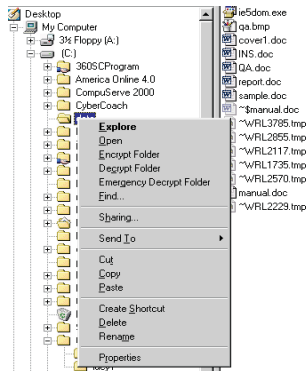 Desktop
My Computer
3½ Floppy (A:)
(C:)
360SCProgram
America Online 4.0
CompuServe 2000
CyberCoach
Explore
Open
Encrypt Folder
Decrypt Folder
Emergency Decrypt Folder
Find...
Sharing...
Send To
Cut
Copy
Paste
Create Shortcut
Delete
Rename
Properties
ie5dom.exe
qa.bmp
cover1.doc
INS.doc
QA.doc
report.doc
sample.doc
~$manual.doc
~WRL3785.tmp
~WRL2855.tmp
~WRL2117.tmp
~WRL1735.tmp
~WRL2570.tmp
manual.doc
~WRL2229.tmp